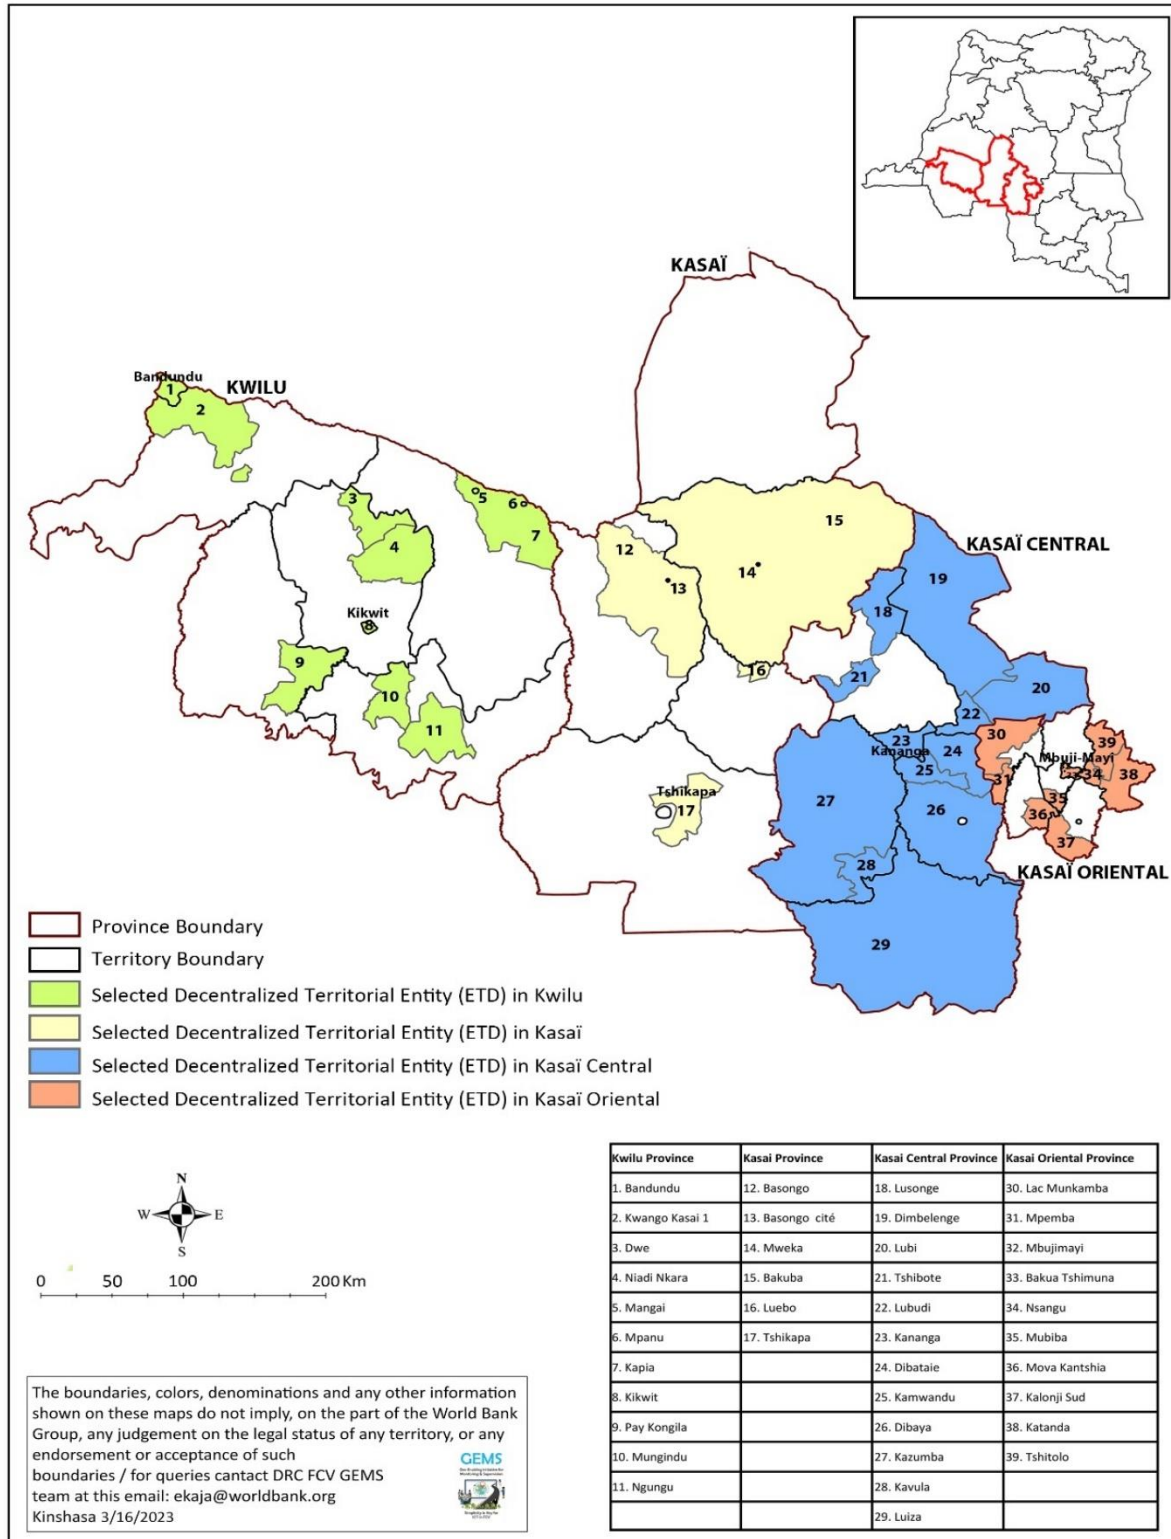 KASAÏ
Bandundu
KWILU
1
2
3
5
6
7
4
15
12
14
13
KASAÏ CENTRAL
19
18
Kikwit
8
9
16
21
20
10
22
11
23
30
Kananga
24
39
Mbuji-Mayi
25
31
34
38
Tshikapa
17
27
26
35
36
37
28
KASAÏ ORIENTAL
29
Province Boundary
Territory Boundary
Selected Decentralized Territorial Entity (ETD) in Kwilu
Selected Decentralized Territorial Entity (ETD) in Kasaï
Selected Decentralized Territorial Entity (ETD) in Kasaï Central
Selected Decentralized Territorial Entity (ETD) in Kasaï Oriental
N
W E
S
0 50 100 200 Km
Kwilu Province Kasai Province Kasai Central Province Kasai Oriental Province
1. Bandundu 12. Basongo 18. Lusonge 30. Lac Munkamba
2. Kwango Kasai 1 13. Basongo cité 19. Dimbelenge 31. Mpemba
3. Dwe 14. Mweka 20. Lubi 32. Mbujimayi
4. Niadi Nkara 15. Bakuba 21. Tshibote 33. Bakua Tshimuna
5. Mangai 16. Luebo 22. Lubudi 34. Nsangu
6. Mpanu 17. Tshikapa 23. Kananga 35. Mubiba
7. Kapia 24. Dibataie 36. Mova Kantshia
8. Kikwit 25. Kamwandu 37. Kalonji Sud
9. Pay Kongila 26. Dibaya 38. Katanda
10. Mungindu 27. Kazumba 39. Tshitolo
11. Ngungu 28. Kavula
29. Luiza
The boundaries, colors, denominations and any other information
shown on these maps do not imply, on the part of the World Bank
Group, any judgement on the legal status of any territory, or any
endorsement or acceptance of such
boundaries / for queries cantact DRC FCV GEMS
team at this email: ekaja@worldbank.org
Kinshasa 3/16/2023
GEMS